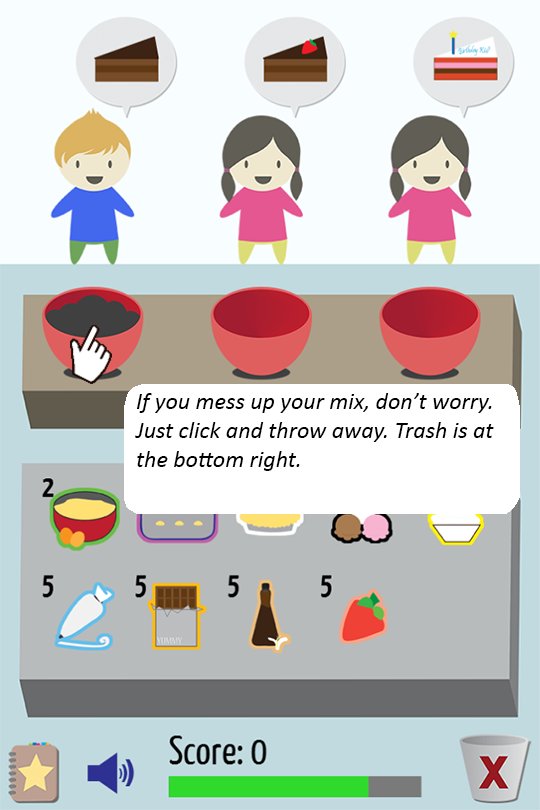 Birthday Kid
If you mess up your mix, don't worry.
Just click and throw away. Trash is at
the bottom right.
2
5 5 5 5
YUMMY
Score: 0
X